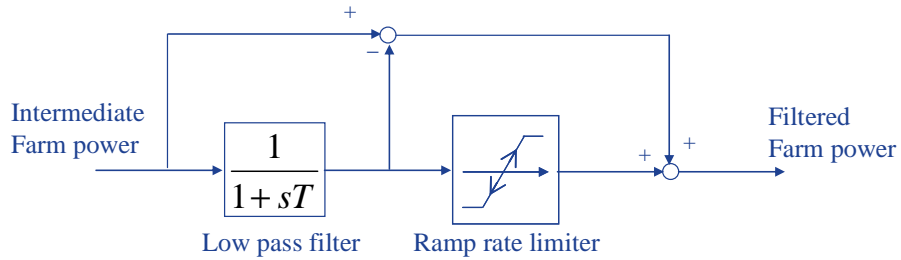 +
−
Intermediate
Farm power
1
1 + sT
+
+
Filtered
Farm power
Low pass filter
Ramp rate limiter